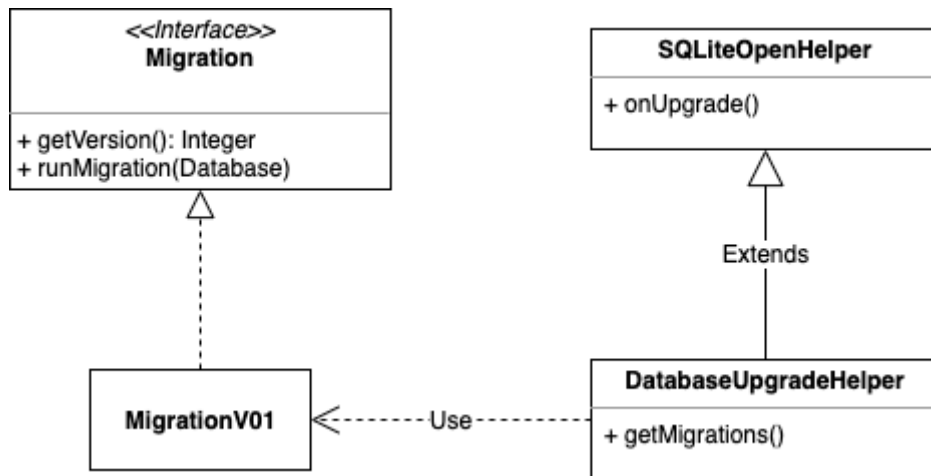 <<Interface>>
Migration
+ getVersion(): Integer
+ runMigration(Database)
SQLiteOpenHelper
+ onUpgrade()
Extends
MigrationV01
Use
DatabaseUpgradeHelper
+ getMigrations()